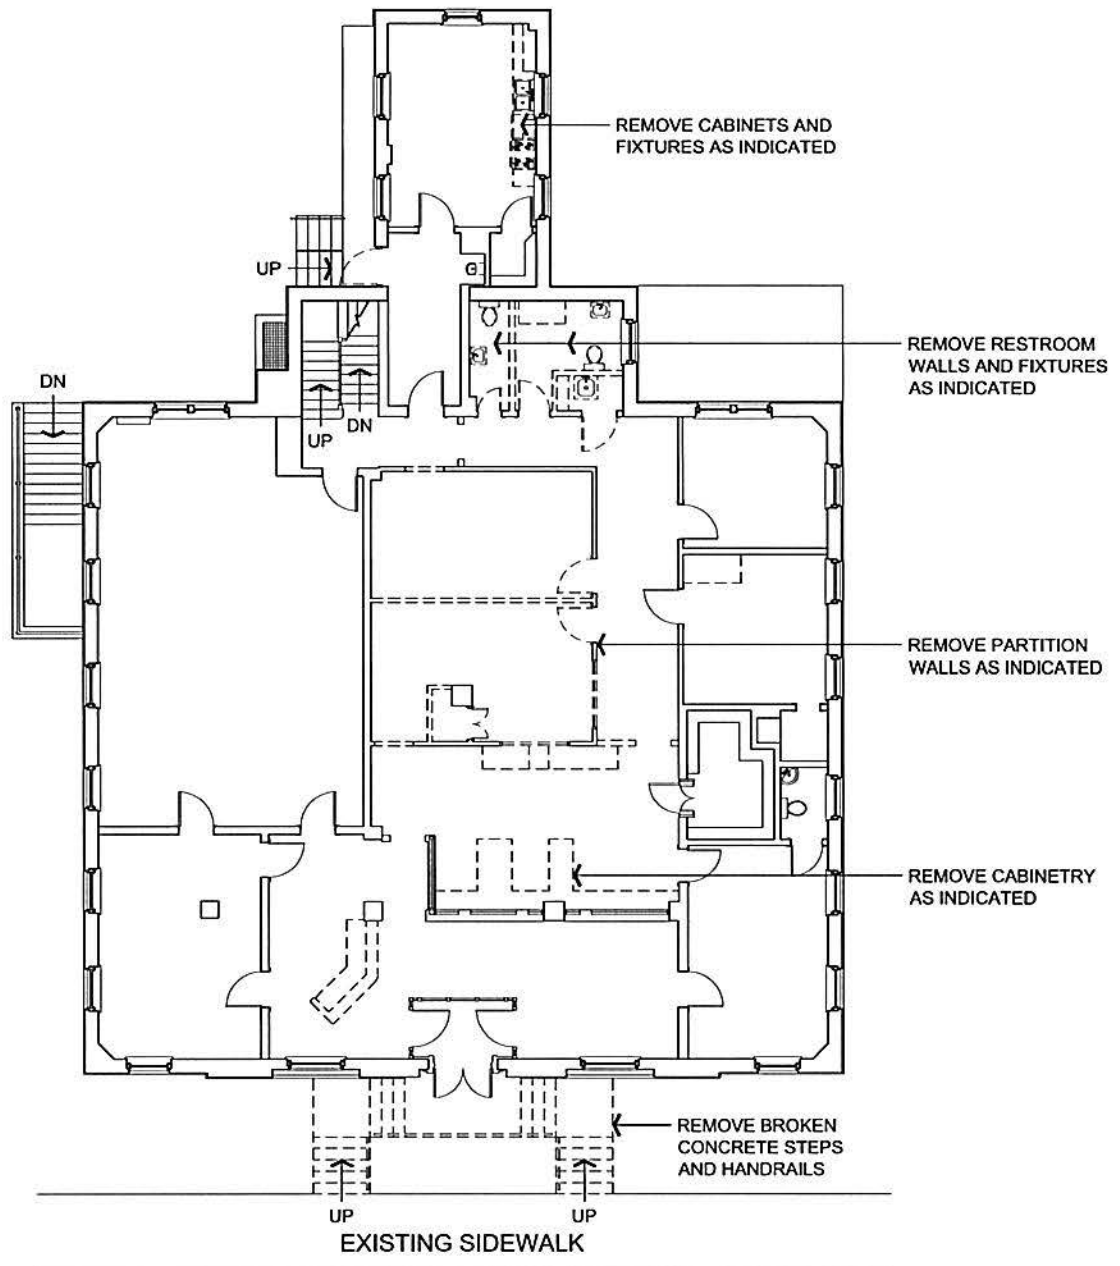 REMOVE CABINETS AND
FIXTURES AS INDICATED
UP
REMOVE RESTROOM
WALLS AND FIXTURES
AS INDICATED
DN
UP
DN
REMOVE PARTITION
WALLS AS INDICATED
REMOVE CABINETRY
AS INDICATED
REMOVE BROKEN
CONCRETE STEPS
AND HANDRAILS
UP
UP
EXISTING SIDEWALK